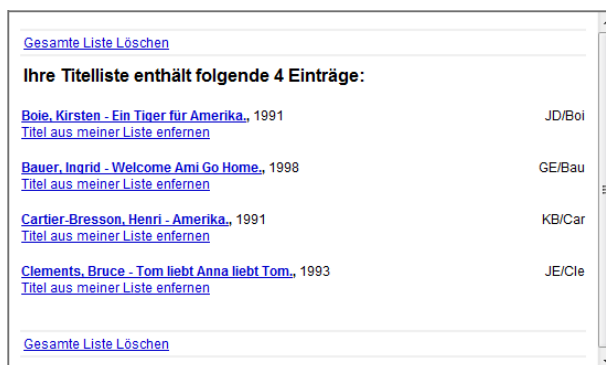 Gesamte Liste Löschen
Ihre Titelliste enthält folgende 4 Einträge:
Boie, Kirsten - Ein Tiger für Amerika., 1991 JD/Boi
Titel aus meiner Liste enfernen
Bauer, Ingrid - Welcome Ami Go Home., 1998 GE/Bau
Titel aus meiner Liste enfernen
Cartier-Bresson, Henri - Amerika., 1991 KB/Car
Titel aus meiner Liste enfernen
Clements, Bruce - Tom liebt Anna liebt Tom., 1993 JE/Cle
Titel aus meiner Liste enfernen
Gesamte Liste Löschen